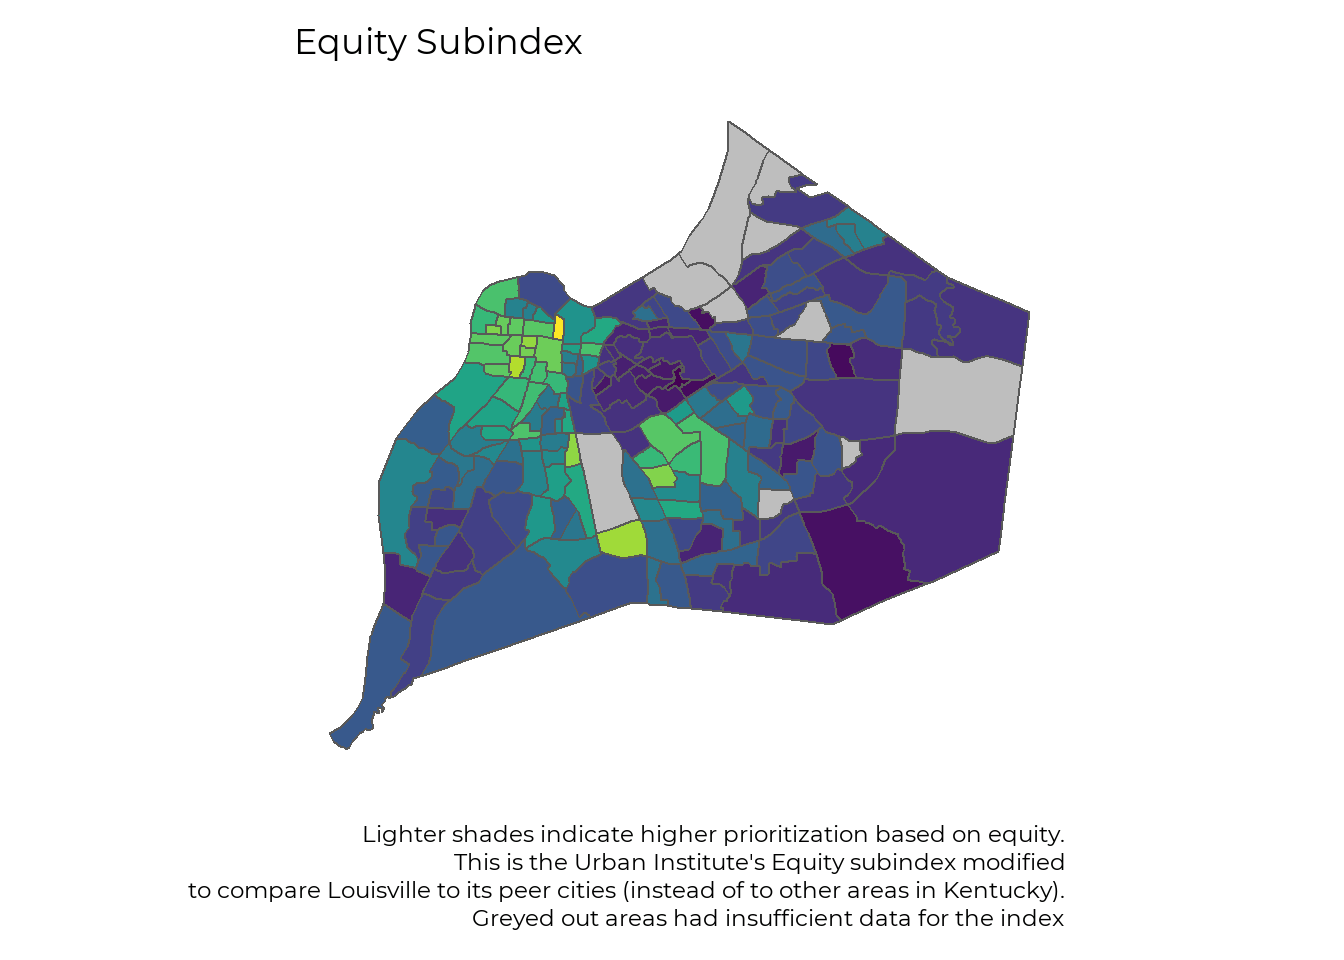 Equity Subindex
Lighter shades indicate higher prioritization based on equity.
This is the Urban Institute's Equity subindex modified
to compare Louisville to its peer cities (instead of to other areas in Kentucky).
Greyed out areas had insufficient data for the index